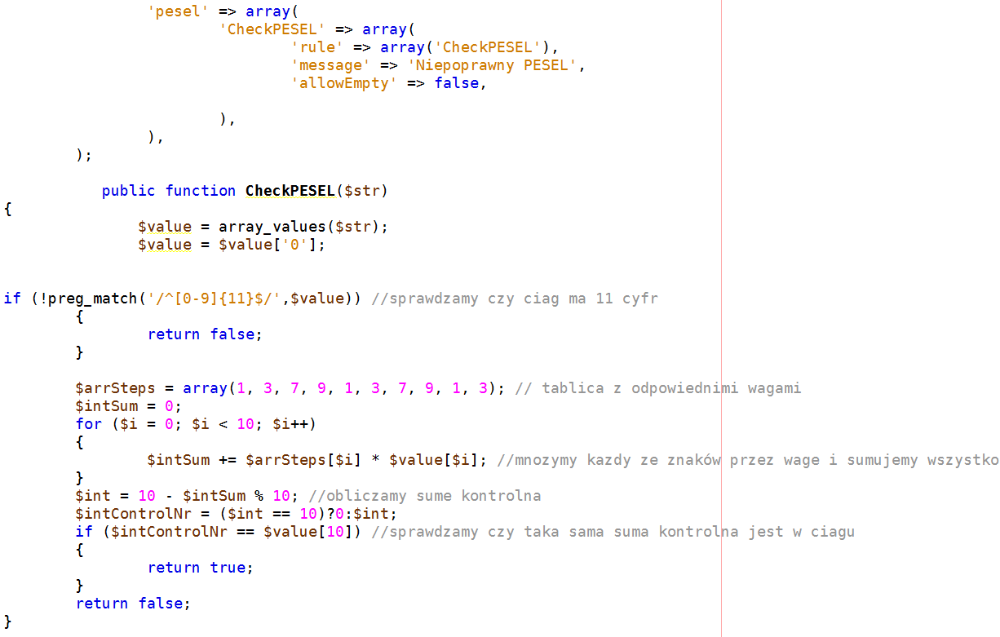 'pesel' => array(
'CheckPESEL' => array(
'rule' => array('CheckPESEL'),
'message' => 'Niepoprawny PESEL',
'allowEmpty' => false,
),
),
);
public function CheckPESEL($str)
{
$value = array_values($str);
$value = $value['0'];
if (!preg_match('/^[0-9]{11}$/',$value)) //sprawdzamy czy ciag ma 11 cyfr
{
return false;
}
$arrSteps = array(1, 3, 7, 9, 1, 3, 7, 9, 1, 3); // tablica z odpowiednimi wagami
$intSum = 0;
for ($i = 0; $i < 10; $i++)
{
$intSum += $arrSteps[$i] * $value[$i]; //mnozymy kazdy ze znaków przez wage i sumujemy wszystko
}
$int = 10 - $intSum % 10; //obliczamy sume kontrolna
$intControlNr = ($int == 10)?0:$int;
if ($intControlNr == $value[10]) //sprawdzamy czy taka sama suma kontrolna jest w ciagu
{
return true;
}
return false;
}